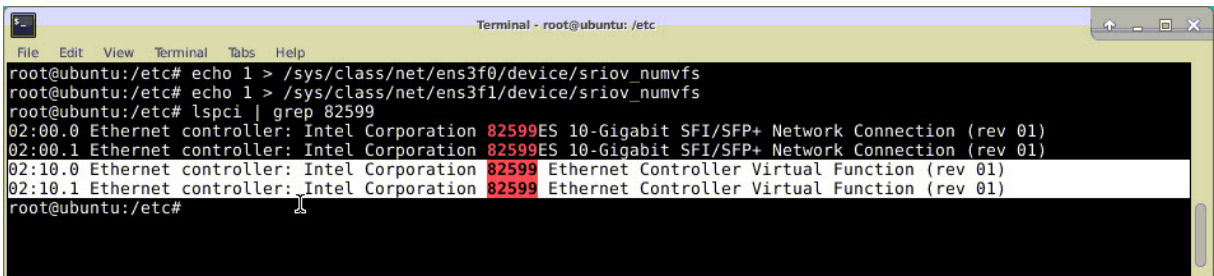 Terminal - root@ubuntu: /etc
File Edit View Terminal Tabs Help
root@ubuntu:/etc# echo 1 > /sys/class/net/ens3f0/device/sriov_numvfs
root@ubuntu:/etc# echo 1 > /sys/class/net/ens3f1/device/sriov_numvfs
root@ubuntu:/etc# lspci | grep 82599
02:00.0 Ethernet controller: Intel Corporation 82599ES 10-Gigabit SFI/SFP+ Network Connection (rev 01)
02:00.1 Ethernet controller: Intel Corporation 82599ES 10-Gigabit SFI/SFP+ Network Connection (rev 01)
02:10.0 Ethernet controller: Intel Corporation 82599 Ethernet Controller Virtual Function (rev 01)
02:10.1 Ethernet controller: Intel Corporation 82599 Ethernet Controller Virtual Function (rev 01)
root@ubuntu:/etc#